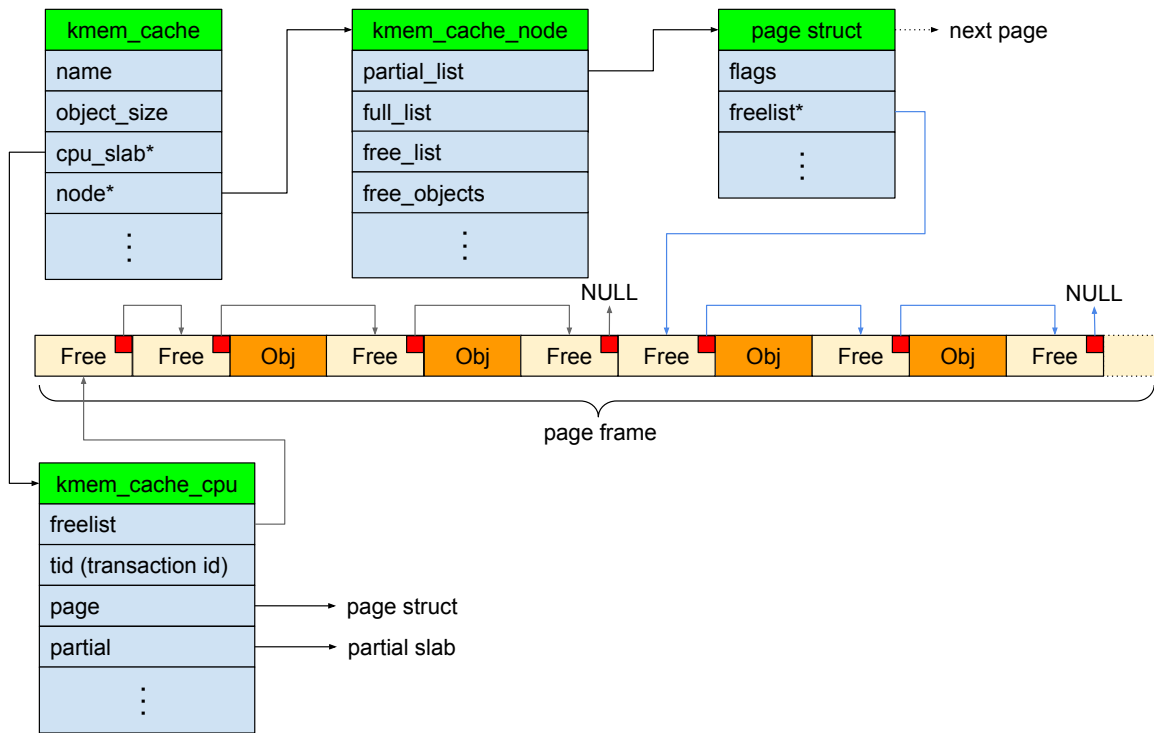 kmem_cache
name
object_size
cpu_slab*
node*
kmem_cache_node
partial_list
full_list
free_list
free_objects
page struct
flags
freelist*
next page
NULL
NULL
Free
Free
Obj
Free
Obj
Free
Free
Obj
Free
Obj
Free
page frame
kmem_cache_cpu
freelist
tid (transaction id)
page
partial
page struct
partial slab